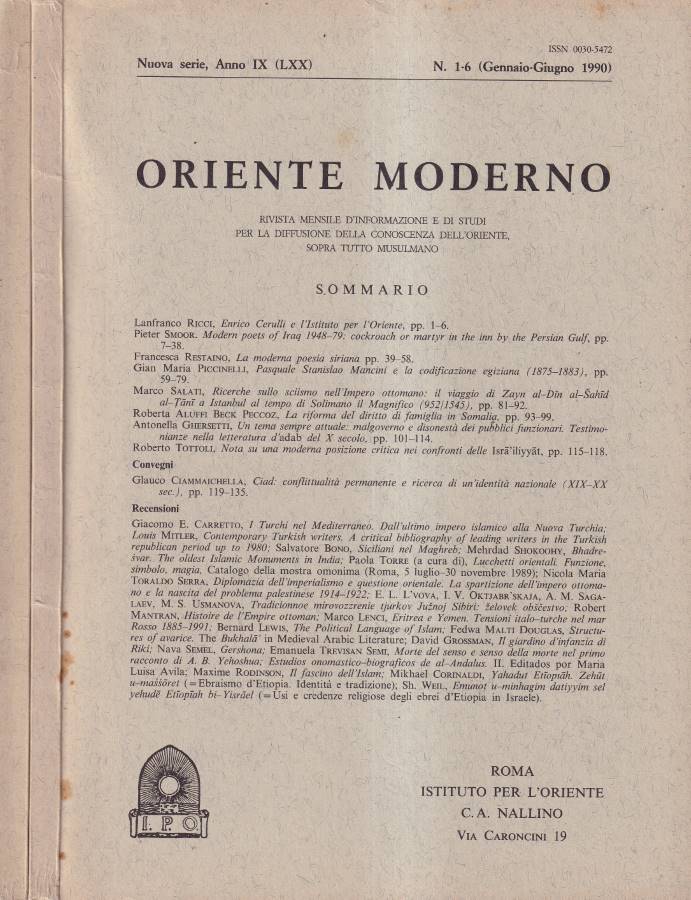 ISSN 0030-5472
Nuova serie, Anno IX (LXX) N. 1-6 (Gennaio-Giugno 1990)
ORIENTE MODERNO
RIVISTA MENSILE D'INFORMAZIONE E DI STUDI
PER LA DIFFUSIONE DELLA CONOSCENZA DELL'ORIENTE,
SOPRA TUTTO MUSULMANO
SOMMARIO
Lanfranco RICCI, Enrico Cerulli e l'Istituto per l'Oriente, pp. 1-6.
Pieter SMOOR. Modern poets of Iraq 1948-79: cockroach or martyr in the inn by the Persian Gulf, pp.
7-38.
Francesca RESTAINO, La moderna poesia siriana pp. 39-58.
Gian Maria PICCINELLI, Pasquale Stanislao Mancini e la codificazione egiziana (1875-1883), pp.
59-79.
Marco SALATI, Ricerche sullo sciismo nell'Impero ottomano: il viaggio di Zayn al-Dīn al-Šahīd
al-Ṯānī a Istanbul al tempo di Solimano il Magnifico (952/1545), pp. 81-92.
Roberta ALUFFI BECK PECCOZ, La riforma del diritto di famiglia in Somalia, pp. 93-99.
Antonella GHERSETTI, Un tema sempre attuale: malgoverno e disonestà dei pubblici funzionari. Testimo-
nianze nella letteratura d'adab del X secolo, pp. 101-114.
Roberto TOTTOLI, Nota su una moderna posizione critica nei confronti delle Isrā'iliyyāt, pp. 115-118.
Convegni
Glauco CIAMMAICHELLA, Ciad: conflittualità permanente e ricerca di un'identità nazionale (XIX-XX
sec.), pp. 119-135.
Recensioni
Giacomo E. CARRETTO, I Turchi nel Mediterraneo. Dall'ultimo impero islamico alla Nuova Turchia;
Louis MITLER, Contemporary Turkish writers. A critical bibliography of leading writers in the Turkish
republican period up to 1980; Salvatore BONO, Siciliani nel Maghreb; Mehrdad SHOKOOHY, Bhadre-
śvar. The oldest Islamic Monuments in India; Paola TORRE (a cura di), Lucchetti orientali. Funzione,
simbolo, magia, Catalogo della mostra omonima (Roma, 5 luglio-30 novembre 1989); Nicola Maria
TORALDO SERRA, Diplomazia dell'imperialismo e questione orientale. La spartizione dell'impero ottoma-
no e la nascita del problema palestinese 1914-1922; E. L. L'VOVA, I. V. OKTJABR'SKAJA, A. M. SAGA-
LAEV, M. S. USMANOVA, Tradicionnoe mirovozzrenie tjurkov Južnoj Sibiri: želovek obščestvo; Robert
MANTRAN, Histoire de l'Empire ottoman; Marco LENCI, Eritrea e Yemen. Tensioni italo-turche nel mar
Rosso 1885-1991; Bernard LEWIS, The Political Language of Islam; Fedwa MALTI DOUGLAS, Structu-
res of avarice. The Bukhalā' in Medieval Arabic Literature; David GROSSMAN, Il giardino d'infanzia di
Riki; Nava SEMEL, Gershona; Emanuela TREVISAN SEMI, Morte del senso e senso della morte nel primo
racconto di A. B. Yehoshua; Estudios onomastico-biograficos de al-Andalus. II. Editados por Maria
Luisa Avila; Maxime RODINSON, Il fascino dell'Islam; Mikhael CORINALDI, Yahadut Etiopiāh. Zehūt
u-maššōret (=Ebraismo d'Etiopia. Identità e tradizione); Sh. WEIL, Emunot u-minhagim datiyyim sel
yehudē Etiopiah bi-Yisrāel (=Usi e credenze religiose degli ebrei d'Etiopia in Israele).
I. P. O.
ROMA
ISTITUTO PER L'ORIENTE
C. A. NALLINO
VIA CARONCINI 19